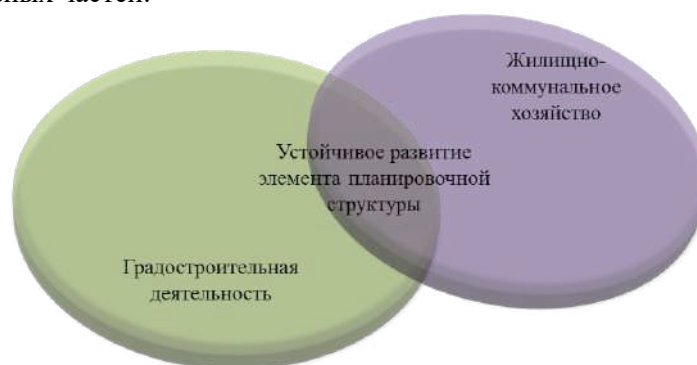 Жилищно-
коммунальное
хозяйство
Устойчивое развитие
элемента планировочной
структуры
Градостроительная
деятельность